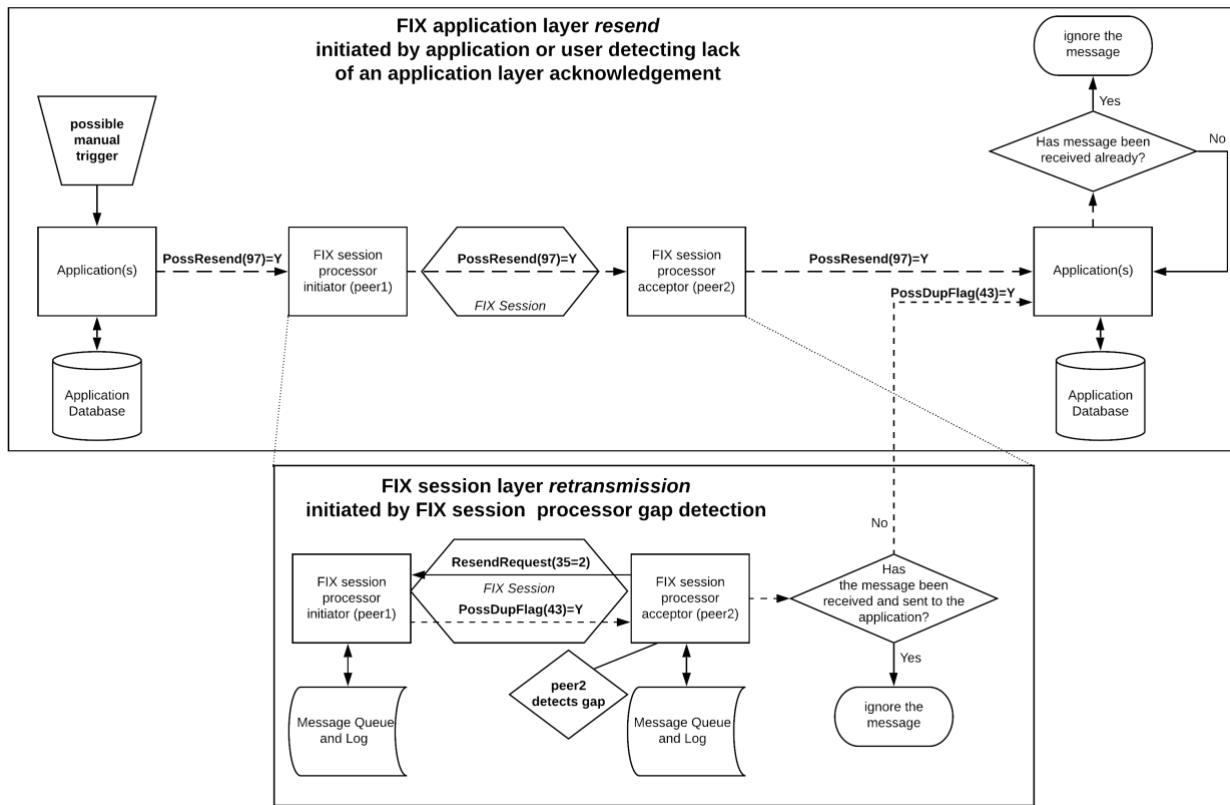 FIX application layer resend
initiated by application or user detecting lack
of an application layer acknowledgement
ignore the
message
Yes
possible
manual
trigger
Has message been
received already?
No
Application(s)
PossResend(97)=Y
FIX session
processor
initiator (peer1)
PossResend(97)=Y
FIX Session
FIX session
processor
acceptor (peer2)
PossResend(97)=Y
Application(s)
PossDupFlag(43)=Y
Application
Database
Application
Database
FIX session layer retransmission
initiated by FIX session  processor gap detection
No
FIX session
processor
initiator (peer1)
ResendRequest(35=2)
FIX Session
PossDupFlag(43)=Y
FIX session
processor
acceptor (peer2)
Has
the message been
received and sent to the
application?
Yes
peer2
detects gap
Message Queue
and Log
Message Queue
and Log
ignore the
message